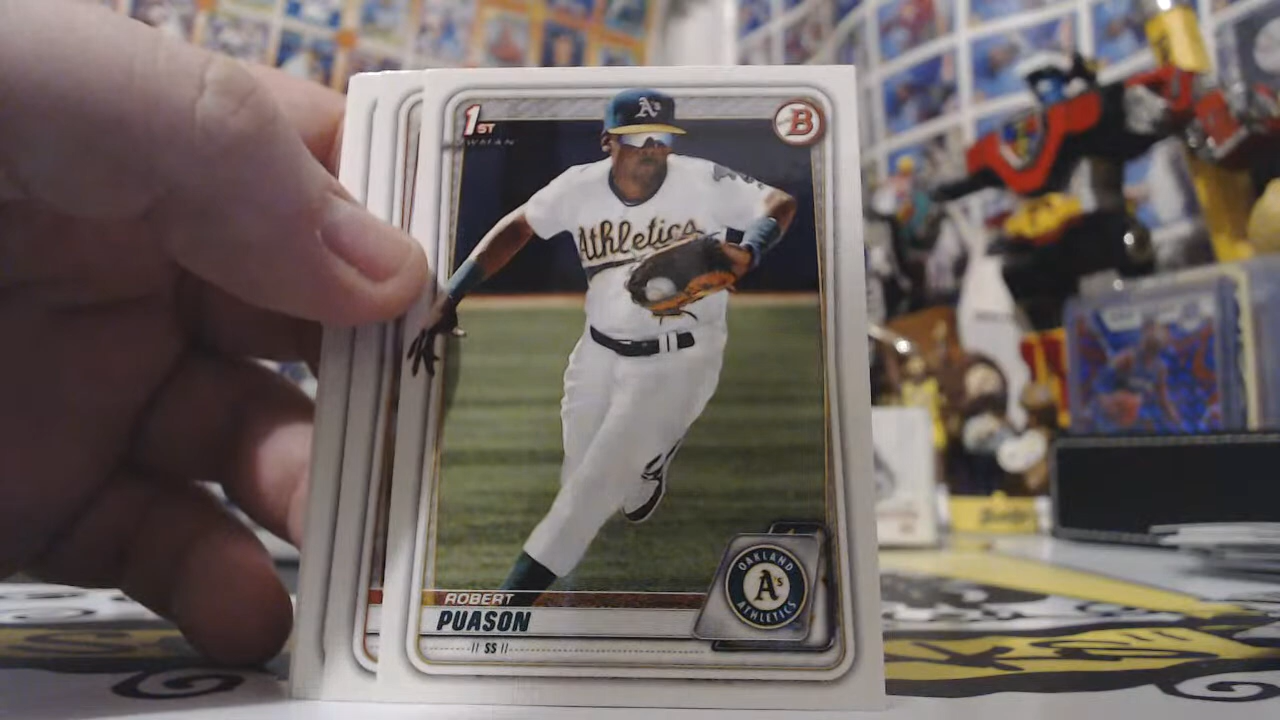 1ST
B
A's
Athletics
OAKLAND
A's
ATHLETICS
ROBERT
PUASON
SS